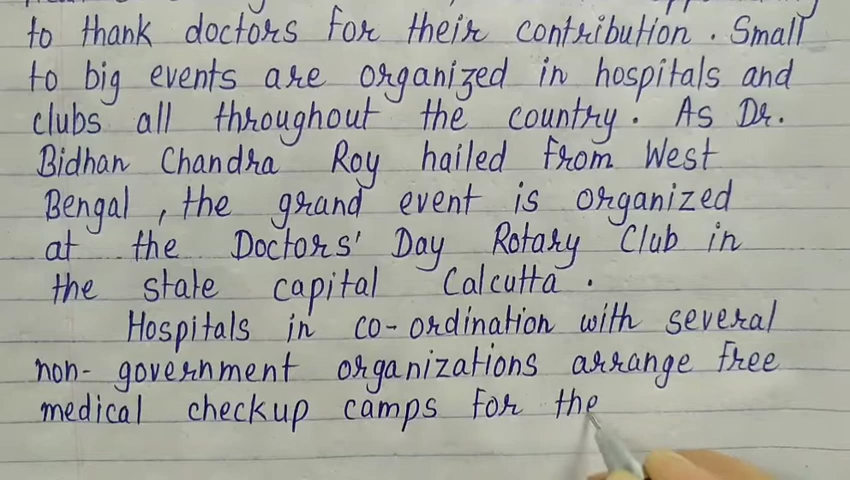 to thank doctors for their contribution. Small
to big events are organized in hospitals and
clubs all throughout the country. As Dr.
Bidhan Chandra Roy hailed from West
Bengal, the grand event is organized
at the Doctors' Day Rotary Club in
the state capital Calcutta.
Hospitals in co-ordination with several
non-government organizations arrange free
medical checkup camps for the